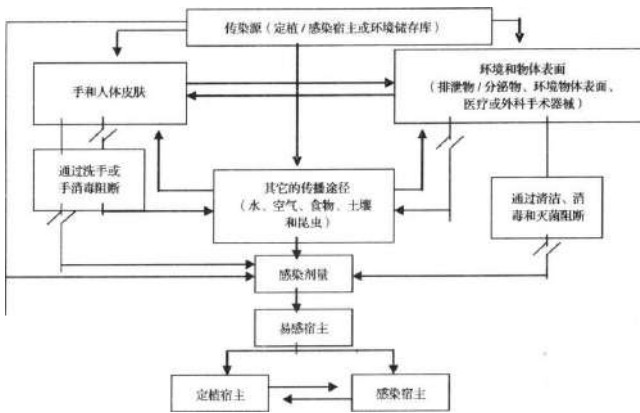 传染源（定植 / 感染宿主或环境储存库）
手和人体皮肤
环境和物体表面
（排泄物 / 分泌物、环境物体表面、
医疗或外科手术器械）
通过洗手或
手消毒阻断
其它的传播途径
（水、空气、食物、土壤
和昆虫）
通过清洁、消
毒和灭菌阻断
感染剂量
易感宿主
定植宿主
感染宿主